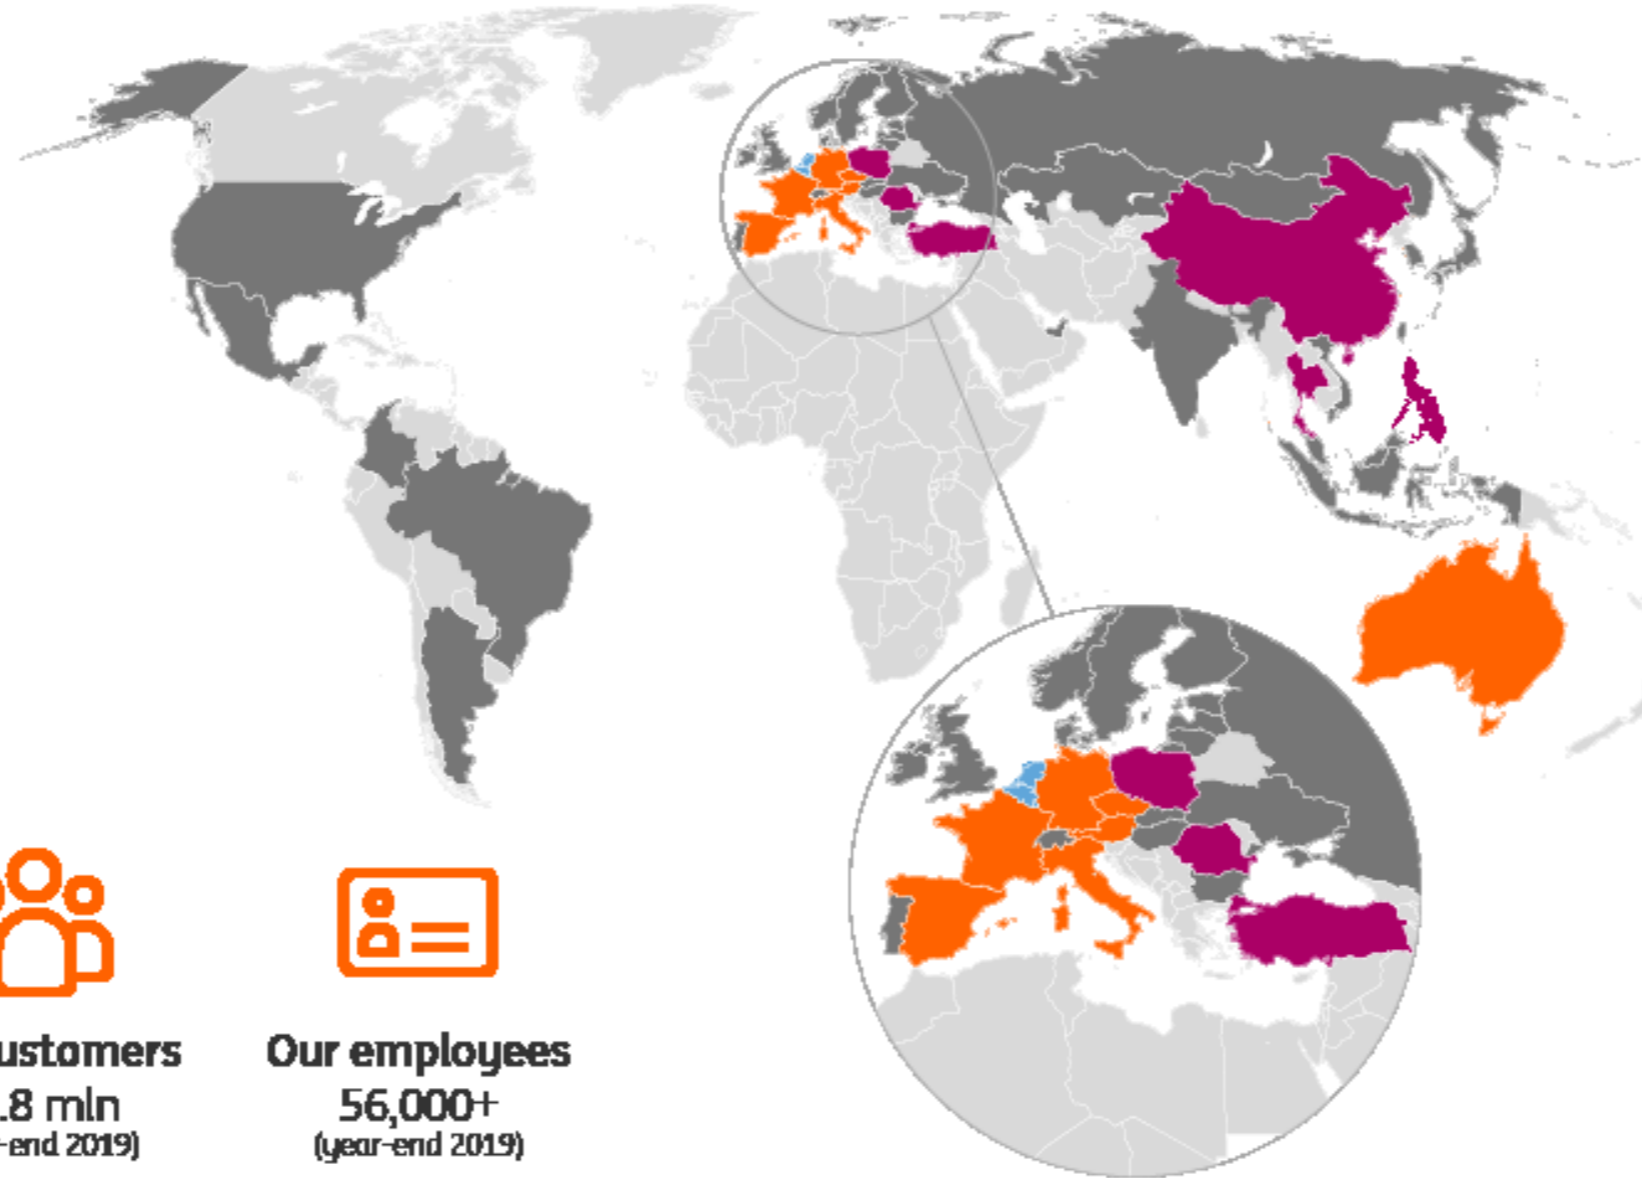 ustomers
.8 mln
-end 2019)
Our employees
56,000+
(year-end 2019)